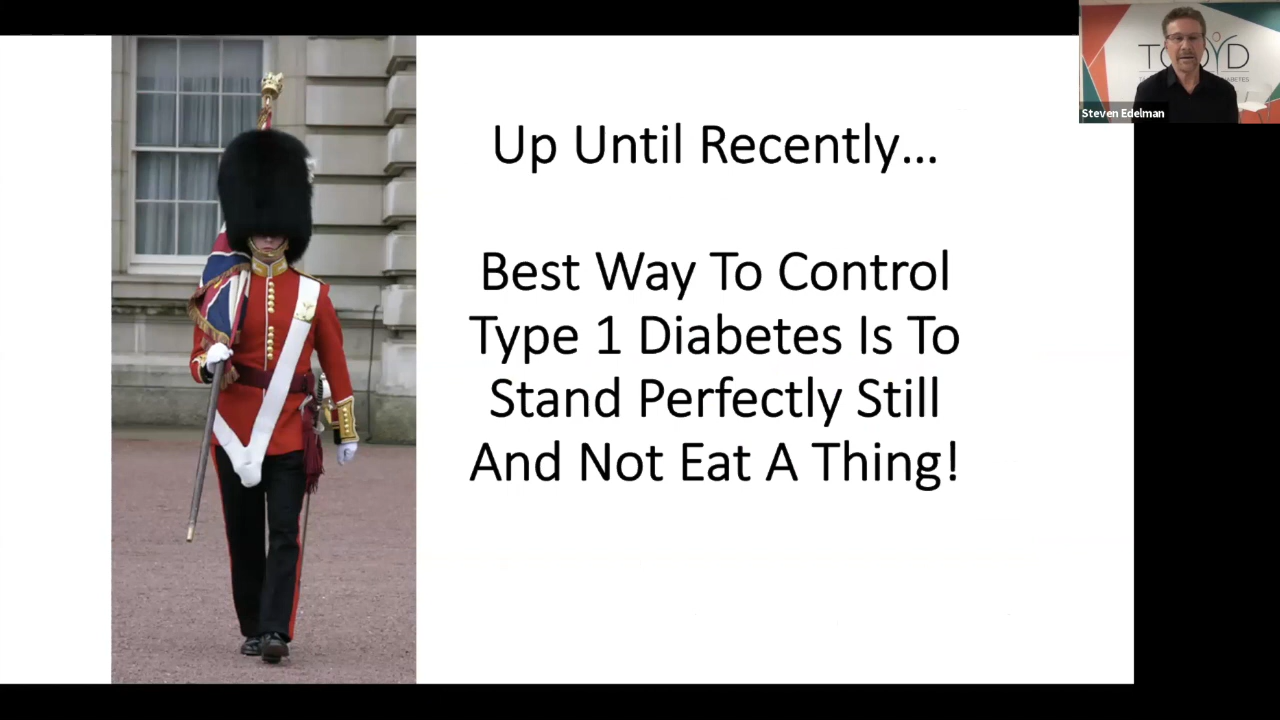 Up Until Recently...
Best Way To Control
Type 1 Diabetes Is To
Stand Perfectly Still
And Not Eat A Thing!
Steven Edelman